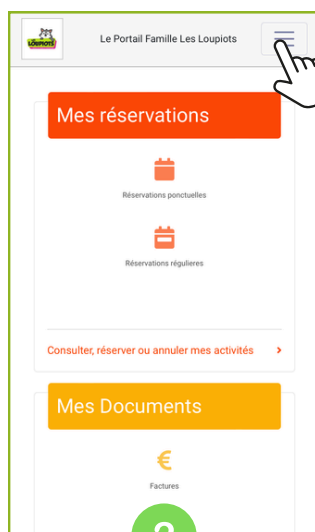 LOUPIOTS
Le Portail Famille Les Loupiots
Mes réservations
Réservations ponctuelles
Réservations régulieres
Consulter, réserver ou annuler mes activités
Mes Documents
€
Factures